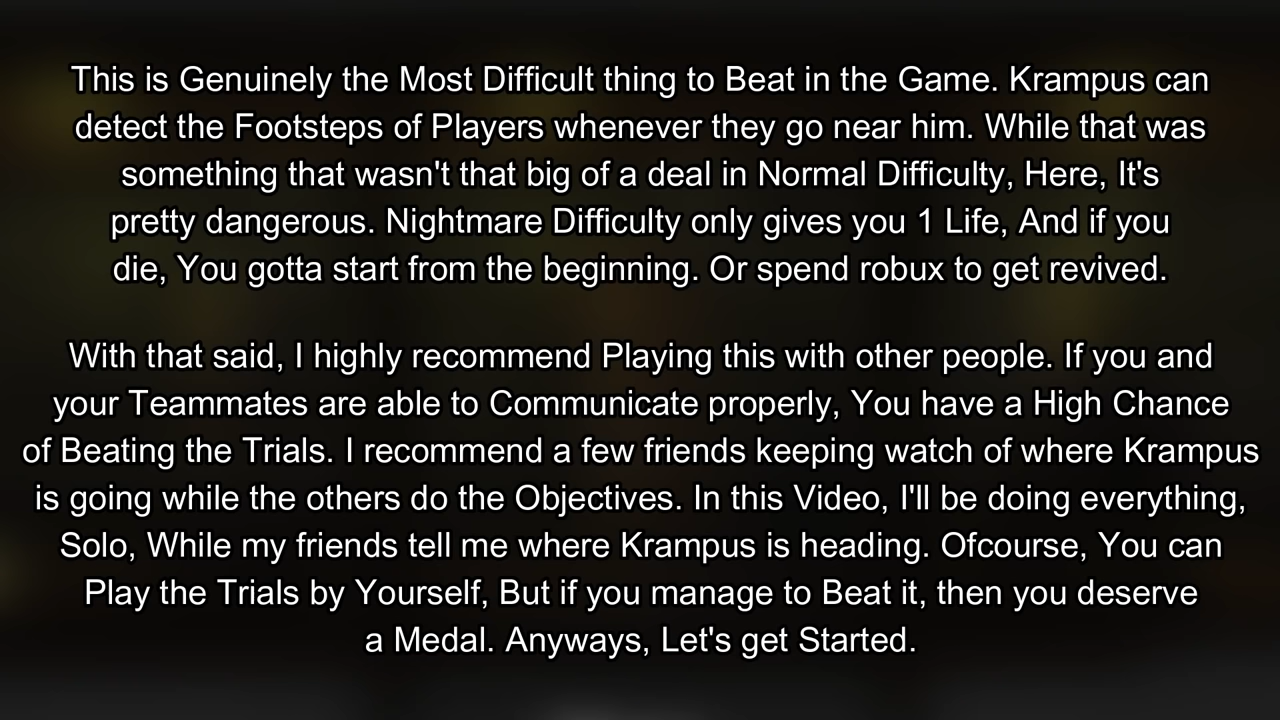 This is Genuinely the Most Difficult thing to Beat in the Game. Krampus can
detect the Footsteps of Players whenever they go near him. While that was
something that wasn't that big of a deal in Normal Difficulty, Here, It's
pretty dangerous. Nightmare Difficulty only gives you 1 Life, And if you
die, You gotta start from the beginning. Or spend robux to get revived.
With that said, I highly recommend Playing this with other people. If you and
your Teammates are able to Communicate properly, You have a High Chance
of Beating the Trials. I recommend a few friends keeping watch of where Krampus
is going while the others do the Objectives. In this Video, I'll be doing everything,
Solo, While my friends tell me where Krampus is heading. Ofcourse, You can
Play the Trials by Yourself, But if you manage to Beat it, then you deserve
a Medal. Anyways, Let's get Started.